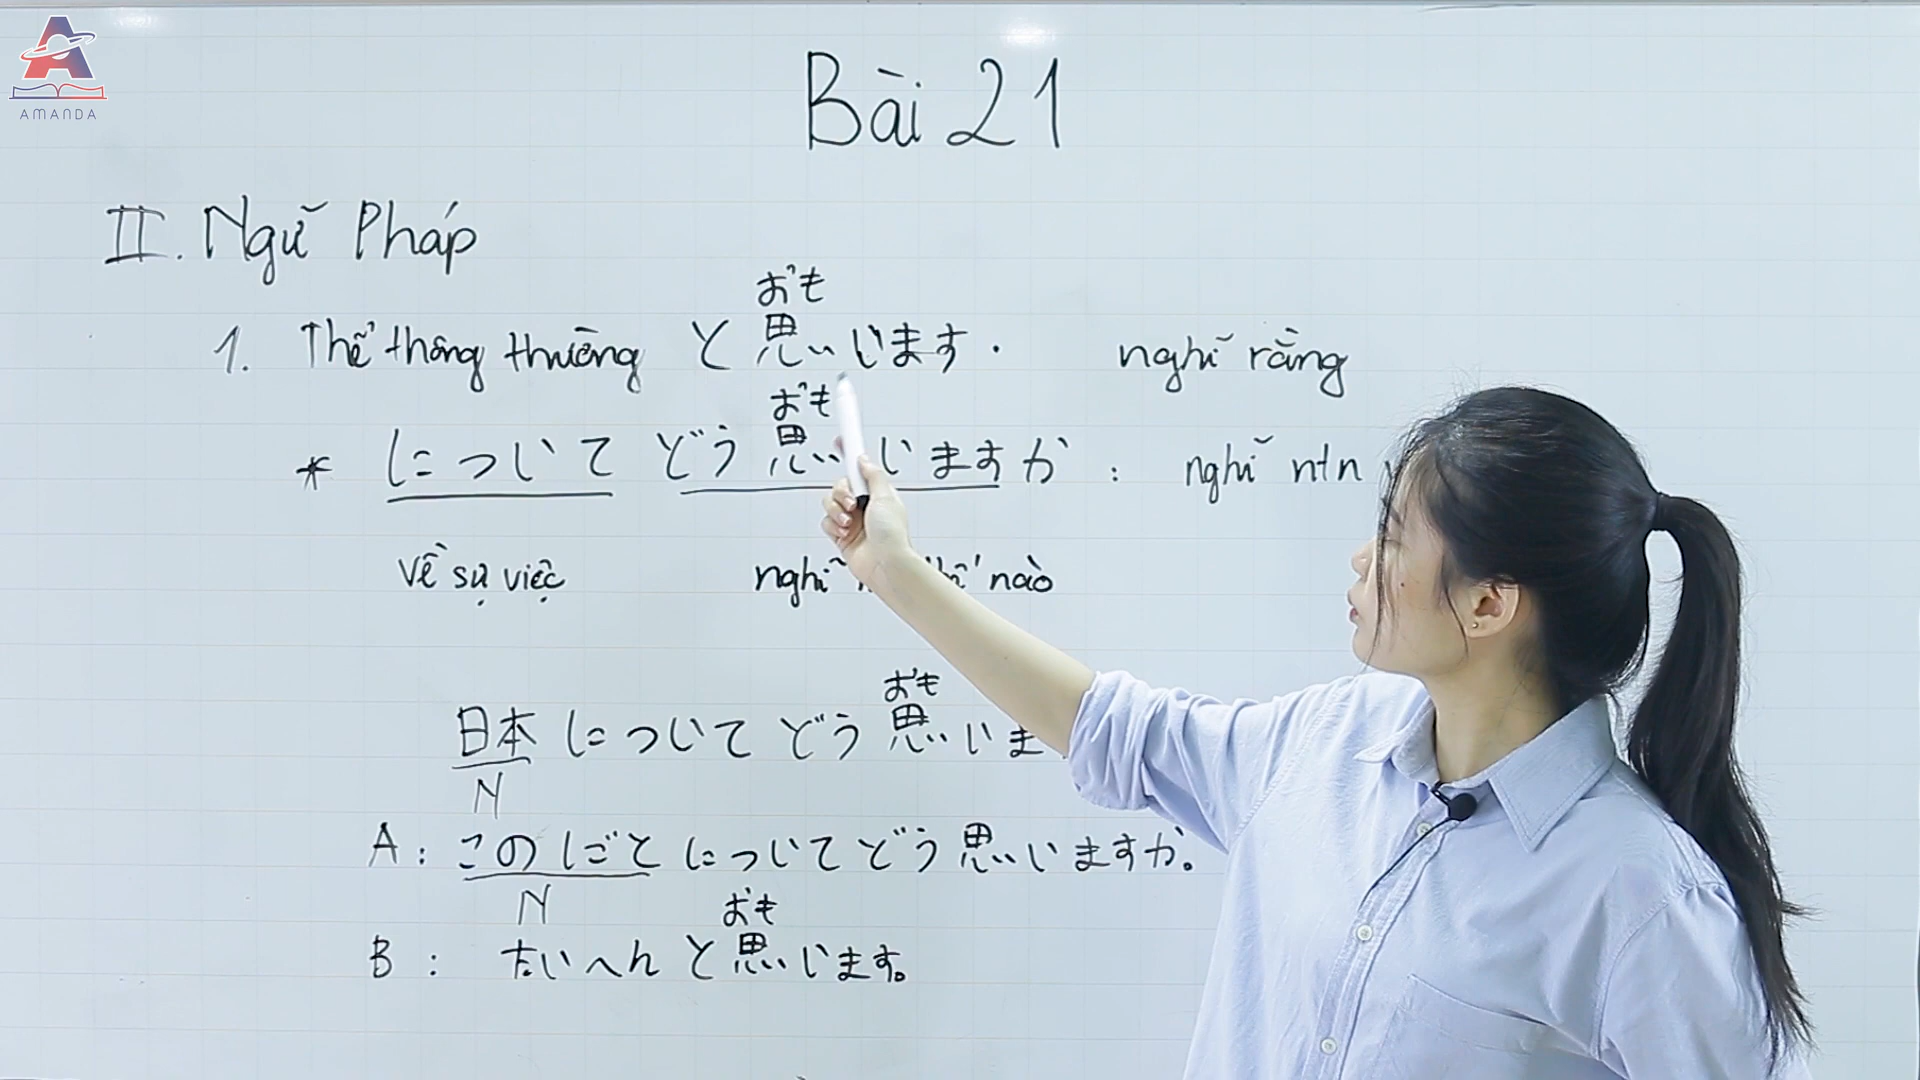 AMANDA
Bài 21
II. Ngữ Pháp
おも
1. Thể thông thường と思います. nghĩ rằng
おも
* について どう思いますか : nghĩ ntn
về sự việc nghĩ nào
おも
日本についてどう思いま
N
A: このしごとについてどう思いますか。
N
おも
B: たいへんと思います。